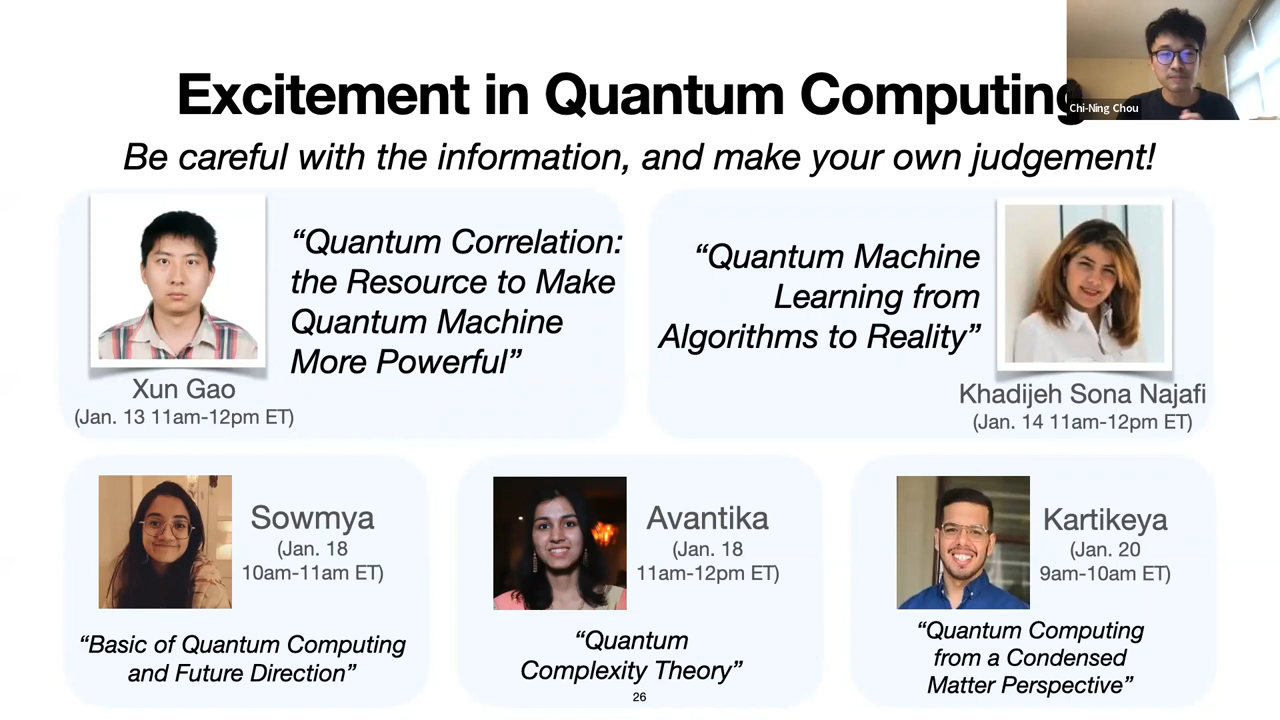 Excitement in Quantum Computing
Chi-Ning Chou
Be careful with the information, and make your own judgement!
“Quantum Correlation:
the Resource to Make
Quantum Machine
More Powerful”
Xun Gao
(Jan. 13 11am-12pm ET)
“Quantum Machine
Learning from
Algorithms to Reality”
Khadijeh Sona Najafi
(Jan. 14 11am-12pm ET)
Sowmya
(Jan. 18
10am-11am ET)
“Basic of Quantum Computing
and Future Direction”
Avantika
(Jan. 18
11am-12pm ET)
“Quantum
Complexity Theory”
Kartikeya
(Jan. 20
9am-10am ET)
“Quantum Computing
from a Condensed
Matter Perspective”
26